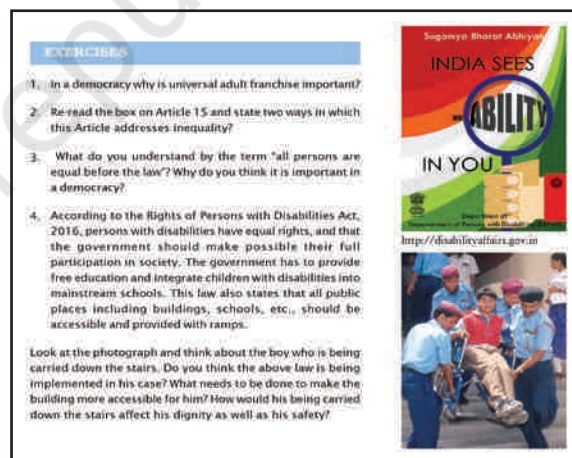 EXERCISES
1. In a democracy why is universal adult franchise important?
2. Re-read the box on Article 15 and state two ways in which
this Article addresses inequality?
3. What do you understand by the term "all persons are
equal before the law"? Why do you think it is important in
a democracy?
4. According to the Rights of Persons with Disabilities Act,
2016, persons with disabilities have equal rights, and that
the government should make possible their full
participation in society. The government has to provide
free education and integrate children with disabilities into
mainstream schools. This law also states that all public
places including buildings, schools, etc., should be
accessible and provided with ramps.
Look at the photograph and think about the boy who is being
carried down the stairs. Do you think the above law is being
implemented in his case? What needs to be done to make the
building more accessible for him? How would his being carried
down the stairs affect his dignity as well as his safety?
Sugamya Bharat Abhiyan
INDIA SEES
ABILITY
IN YOU
Department of
http://disabilityaffairs.gov.in